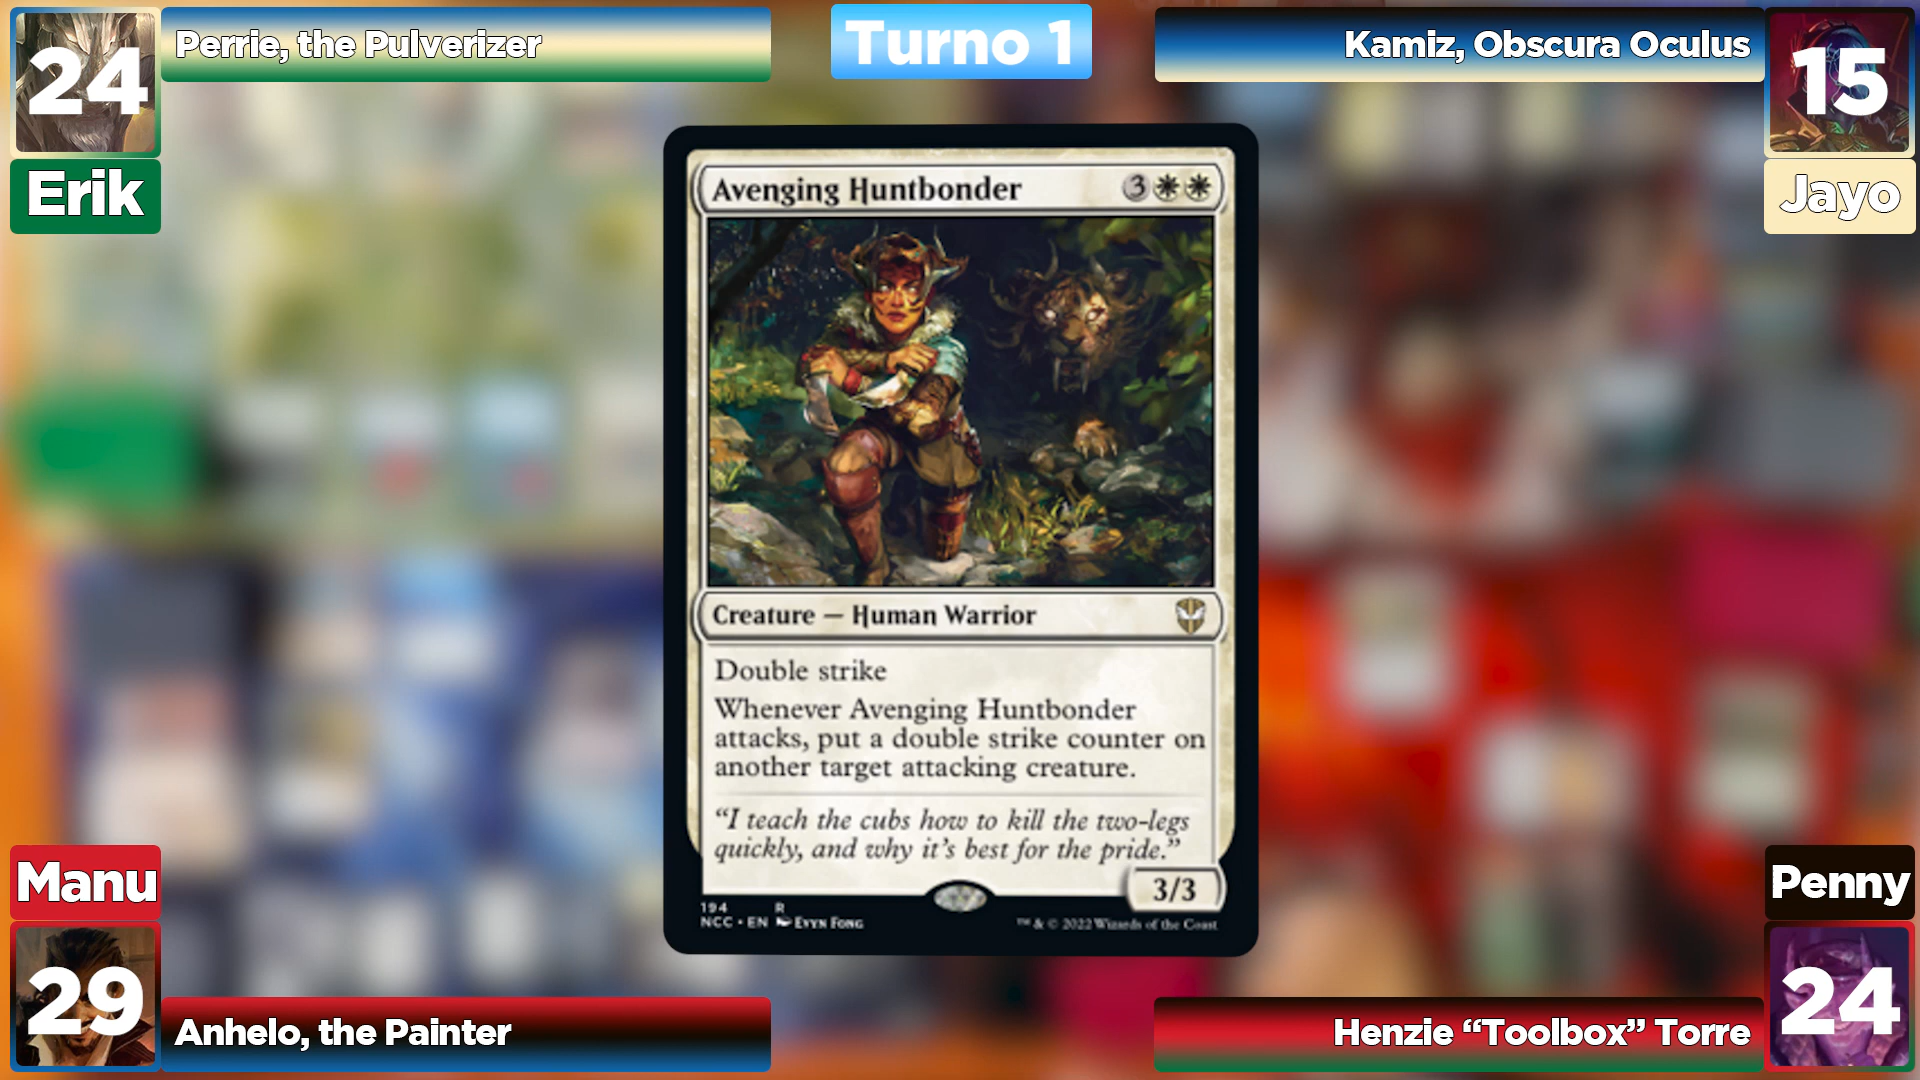 24
Perrie, the Pulverizer
Erik
Turno 1
Kamiz, Obscura Oculus
15
Jayo
Avenging Huntbonder
3
Creature — Human Warrior
Double strike
Whenever Avenging Huntbonder
attacks, put a double strike counter on
another target attacking creature.
“I teach the cubs how to kill the two-legs
quickly, and why it’s best for the pride.”
3/3
194 R
NCC • EN Evyn Fong
™ & © 2022 Wizards of the Coast
Manu
29
Anhelo, the Painter
Penny
Henzie “Toolbox” Torre
24